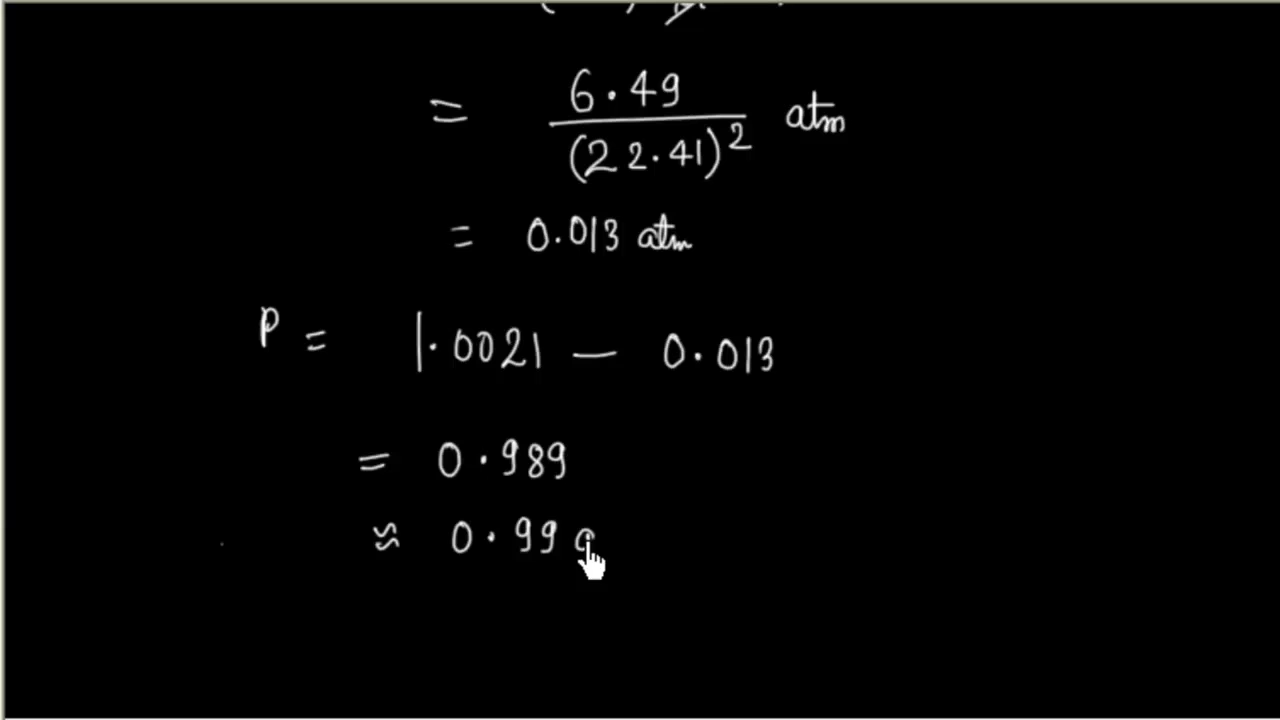 = 6.49 / (22.41)² atm
= 0.013 atm
P = 1.0021 — 0.013
= 0.989
≈ 0.99